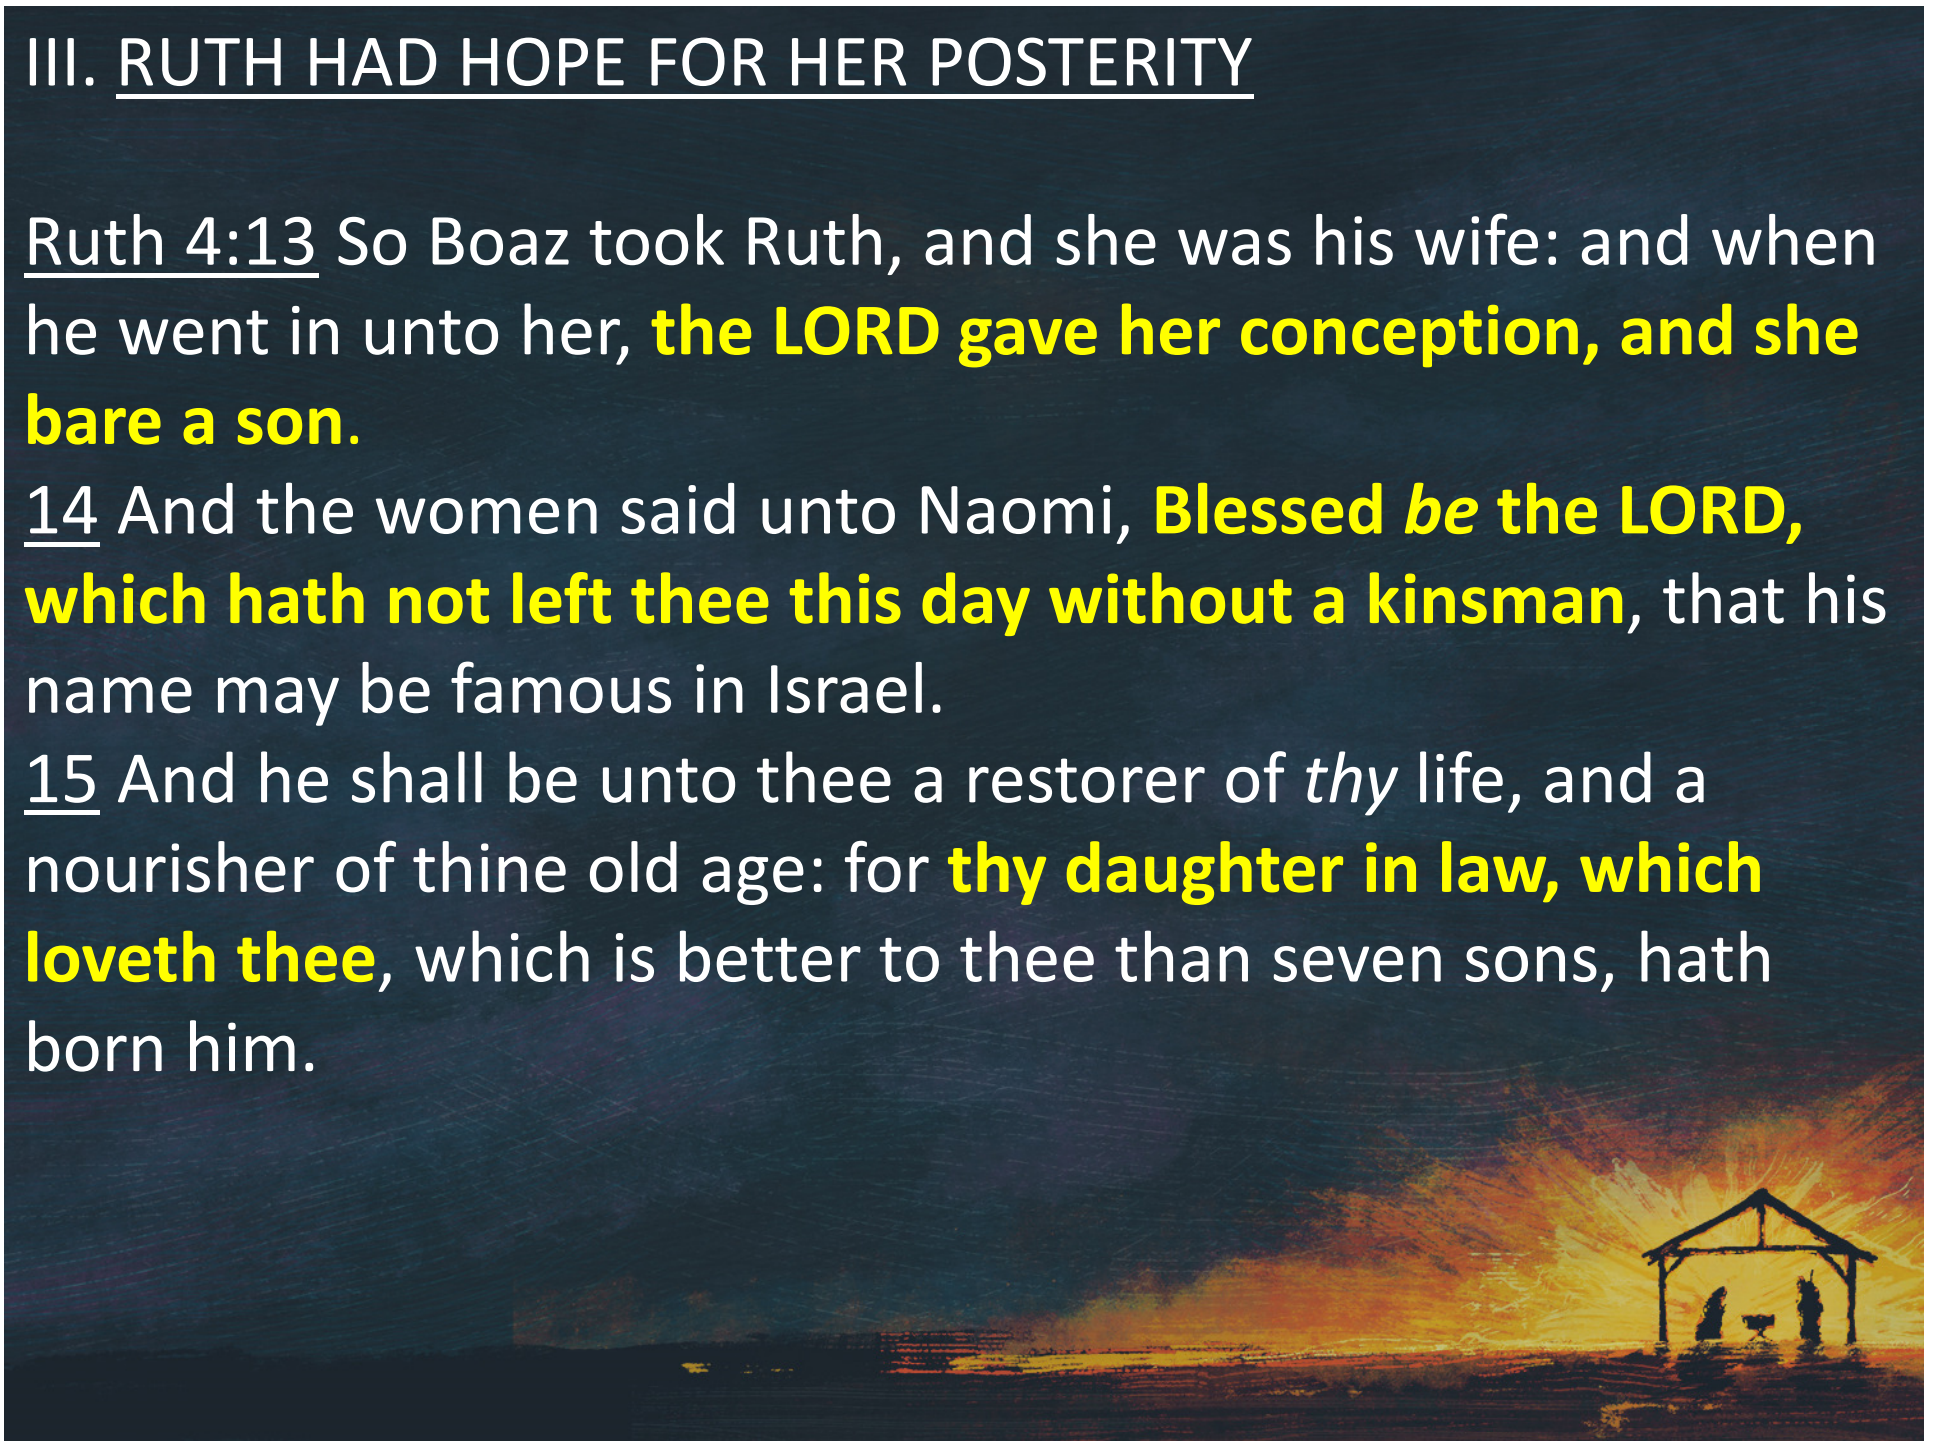 III. RUTH HAD HOPE FOR HER POSTERITY
Ruth 4:13 So Boaz took Ruth, and she was his wife: and when
he went in unto her, the LORD gave her conception, and she
bare a son.
14 And the women said unto Naomi, Blessed be the LORD,
which hath not left thee this day without a kinsman, that his
name may be famous in Israel.
15 And he shall be unto thee a restorer of thy life, and a
nourisher of thine old age: for thy daughter in law, which
loveth thee, which is better to thee than seven sons, hath
born him.